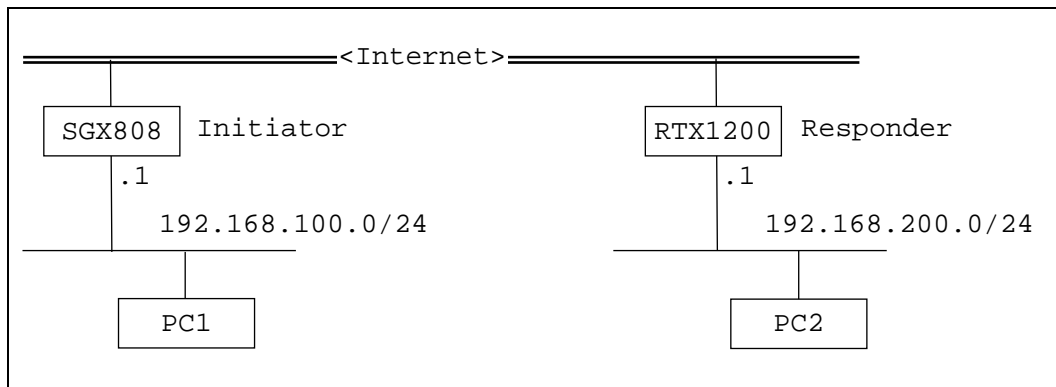 <Internet>
SGX808 Initiator RTX1200 Responder
.1 .1
192.168.100.0/24 192.168.200.0/24
PC1 PC2